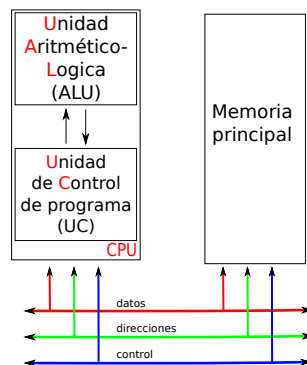 Unidad
Aritmético-
Logica
(ALU)
Unidad
de Control
de programa
(UC)
CPU
Memoria
principal
datos
direcciones
control